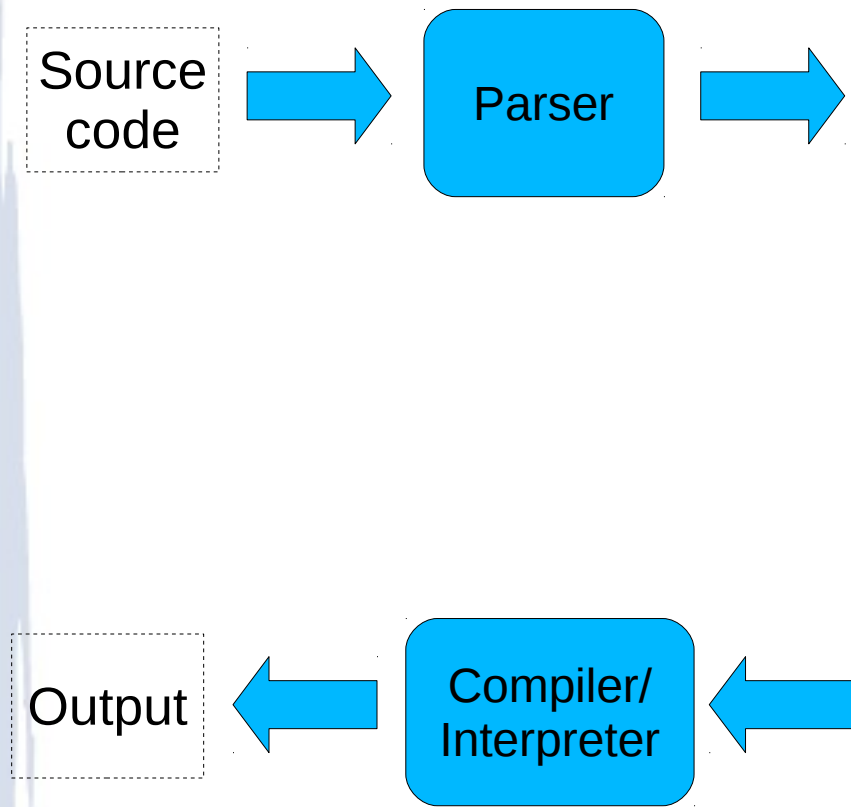 Source
code
Parser
Output
Compiler/
Interpreter